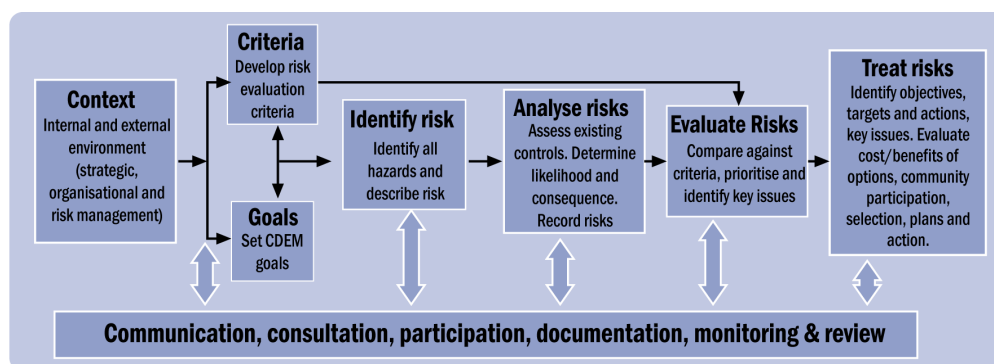 Context
Internal and external
environment
(strategic,
organisational and
risk management)
Criteria
Develop risk
evaluation
criteria
Goals
Set CDEM
goals
Identify risk
Identify all
hazards and
describe risk
Analyse risks
Assess existing
controls. Determine
likelihood and
consequence.
Record risks
Evaluate Risks
Compare against
criteria, prioritise and
identify key issues
Treat risks
Identify objectives,
targets and actions,
key issues. Evaluate
cost/benefits of
options, community
participation,
selection, plans and
action.
Communication, consultation, participation, documentation, monitoring & review